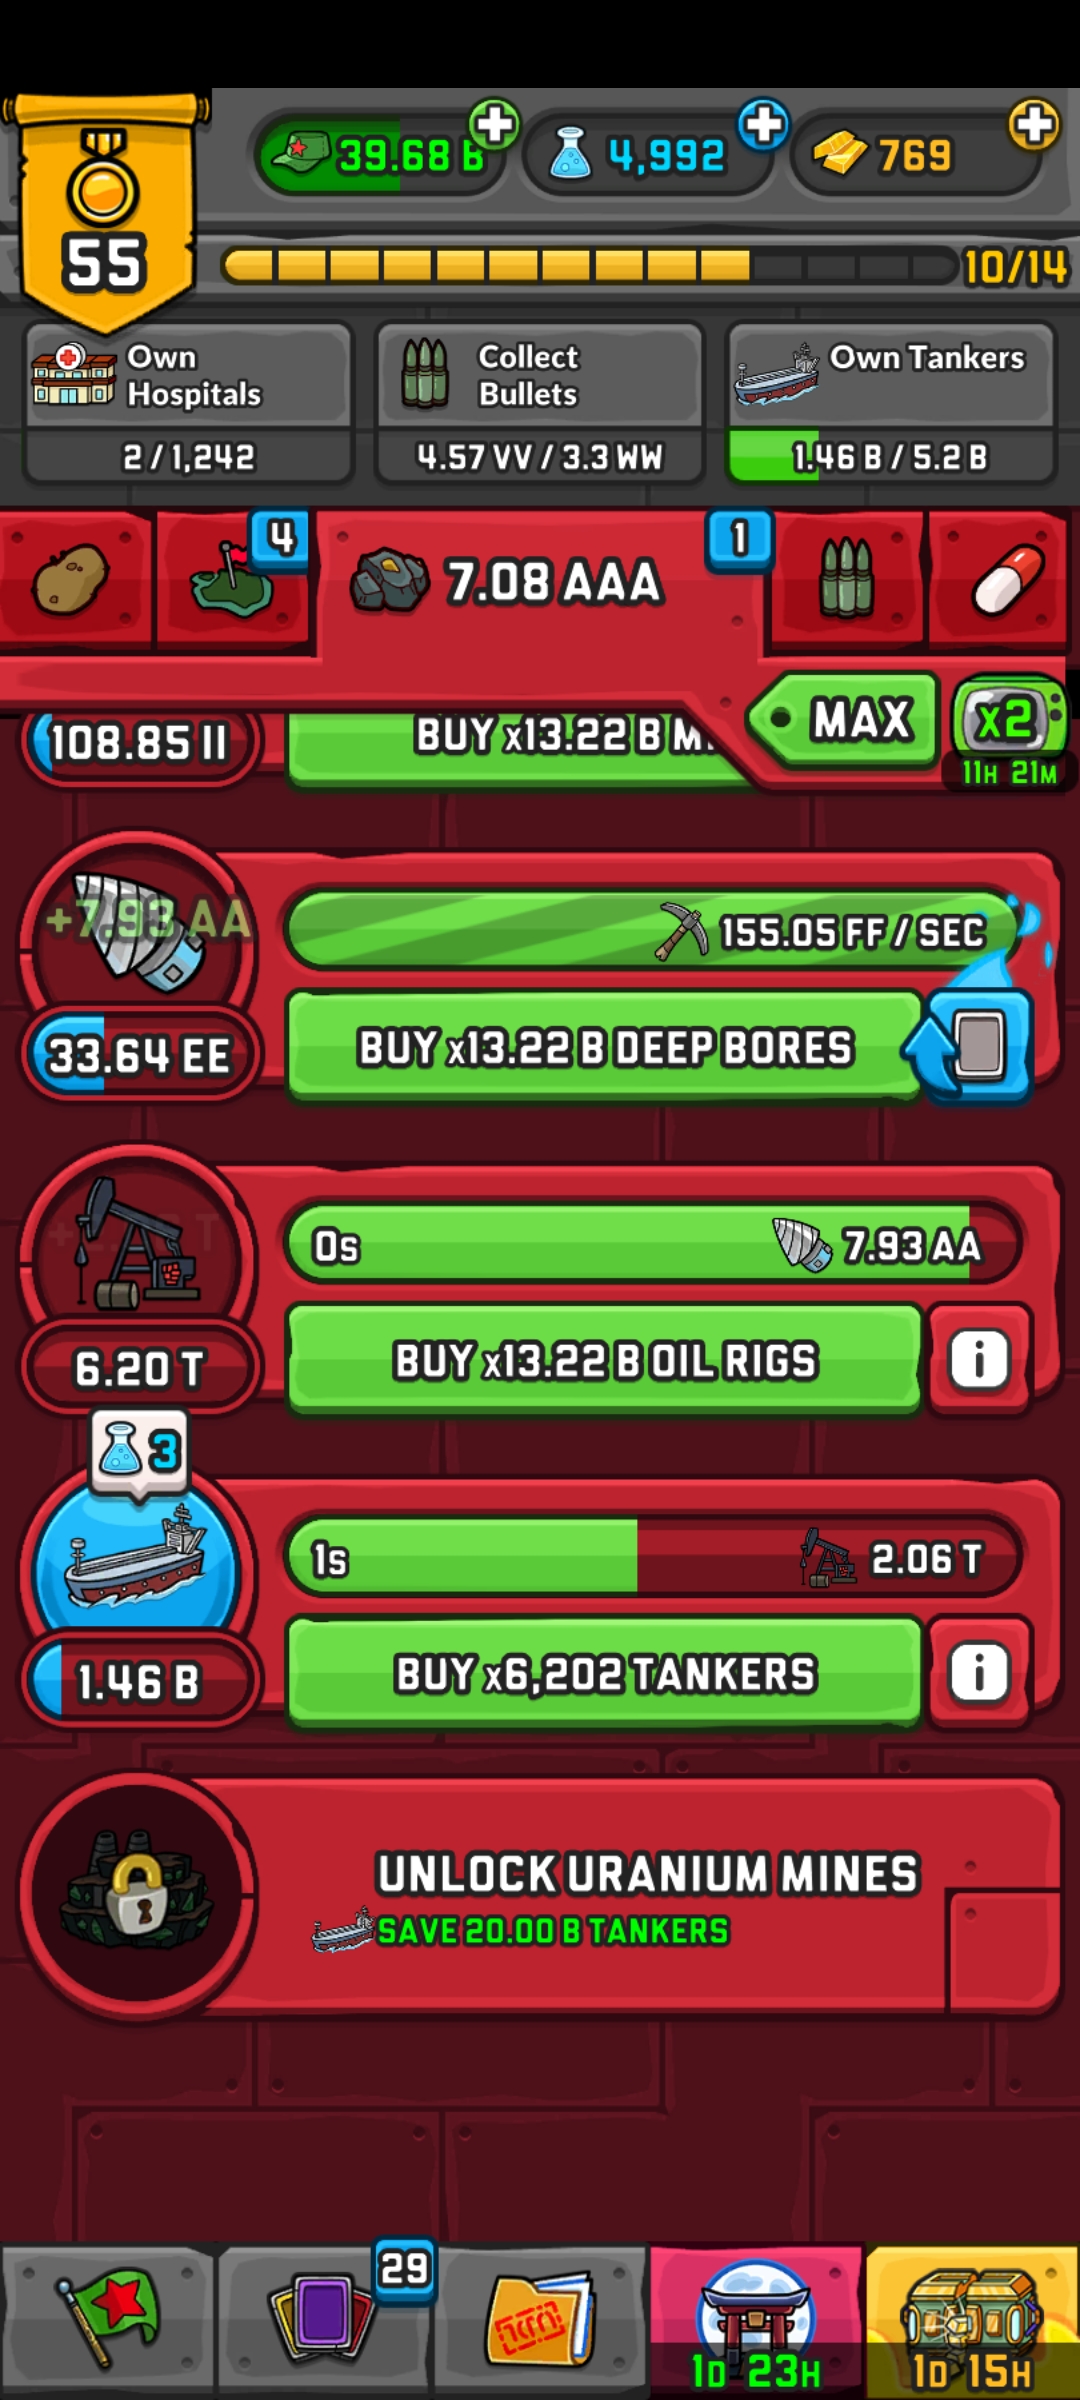 55
39.68 B
4,992
769
10/14
Own
Hospitals
2 / 1,242
Collect
Bullets
4.57 VV / 3.3 WW
Own Tankers
1.46 B / 5.2 B
4
7.08 AAA
1
MAX
x2
11H 21M
108.85 II
BUY x13.22 B
+7.93 AA
155.05 FF / SEC
33.64 EE
BUY x13.22 B DEEP BORES
0s
7.93 AA
6.20 T
BUY x13.22 B OIL RIGS
3
1s
2.06 T
1.46 B
BUY x6,202 TANKERS
UNLOCK URANIUM MINES
SAVE 20.00 B TANKERS
29
1D 23H
1D 15H